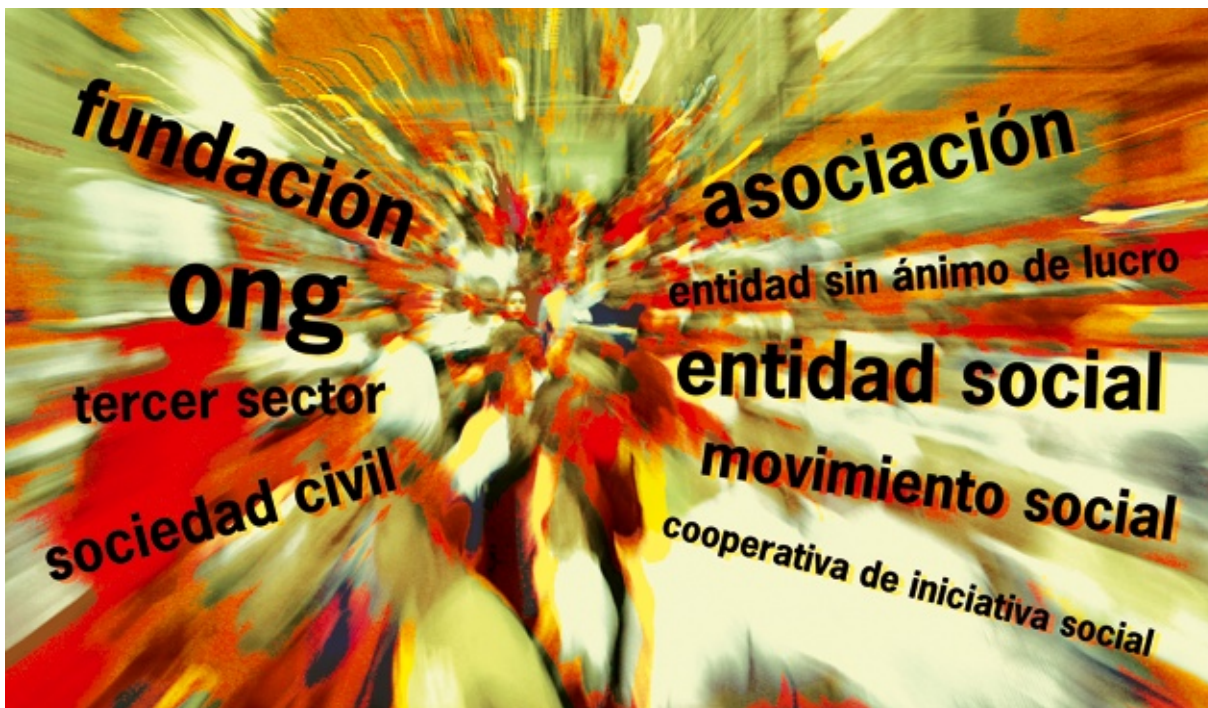 fundación
ong
tercer sector
sociedad civil
asociación
entidad sin ánimo de lucro
entidad social
movimiento social
cooperativa de iniciativa social